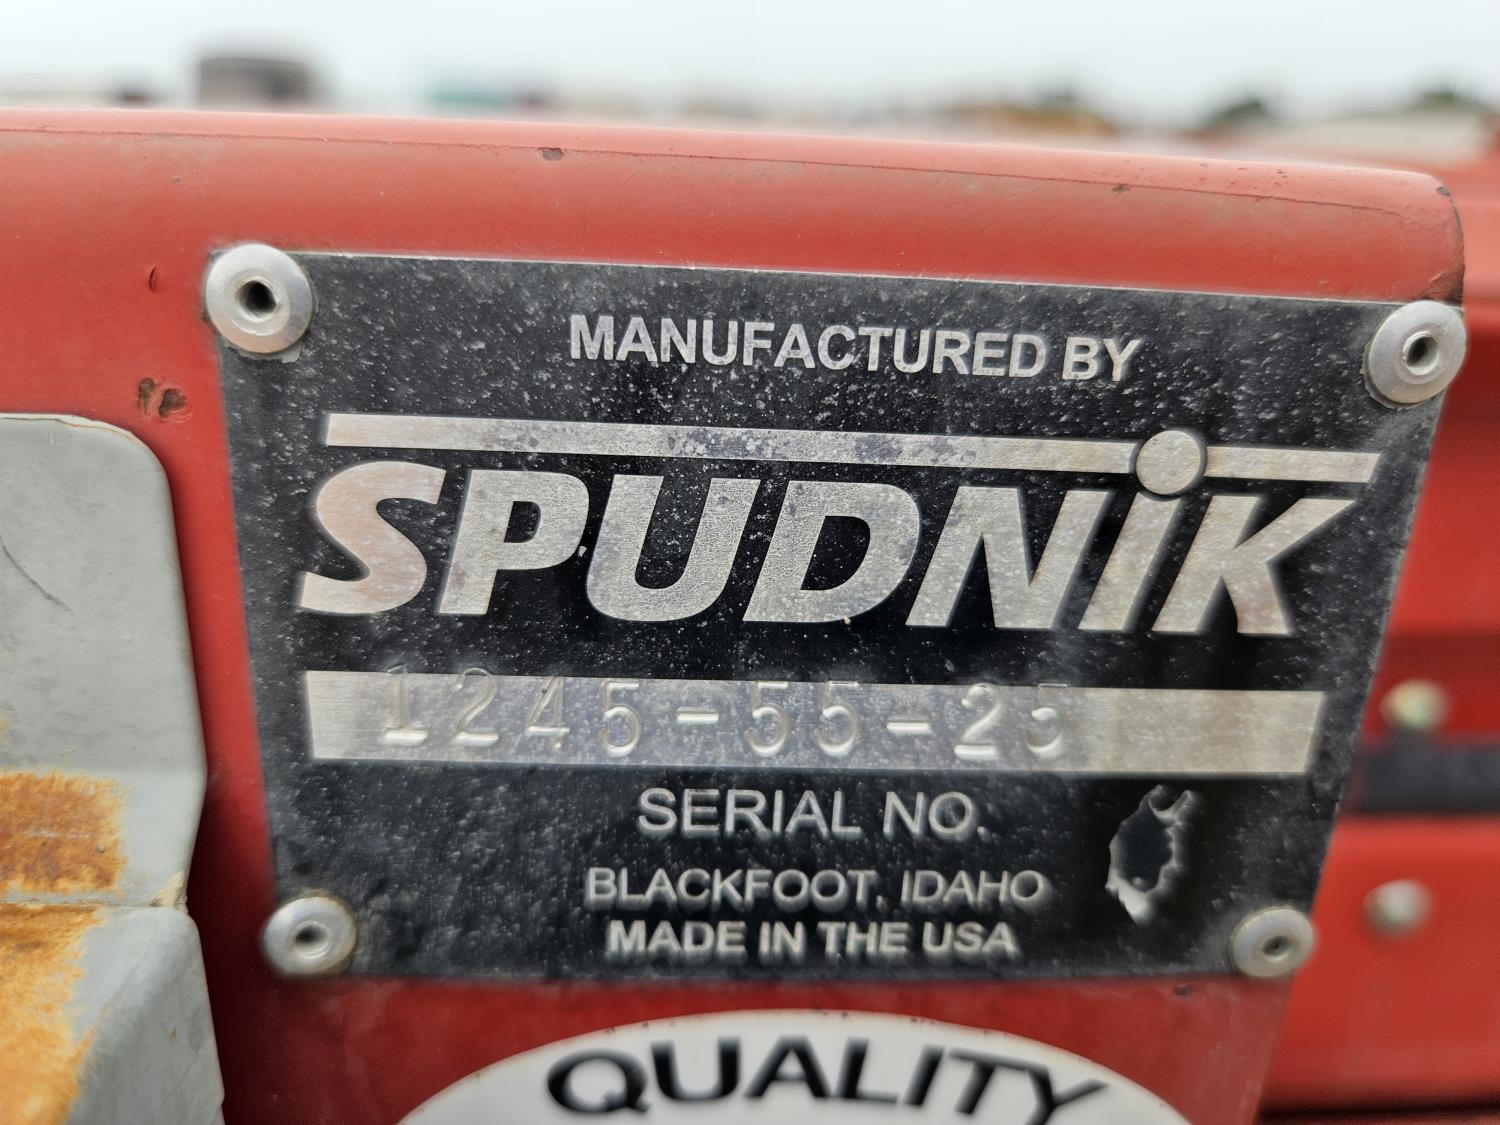 MANUFACTURED BY
SPUDNiK
1245-55-25
SERIAL NO.
BLACKFOOT, IDAHO
MADE IN THE USA
QUALITY